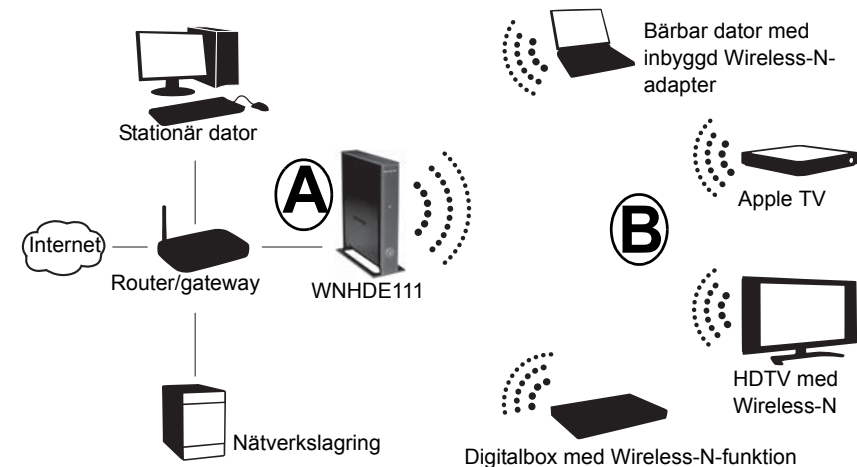 Bärbar dator med
inbyggd Wireless-N-
adapter
Stationär dator
A
Apple TV
B
Internet
Router/gateway
WNHDE111
HDTV med
Wireless-N
Nätverkslagring
Digitalbox med Wireless-N-funktion